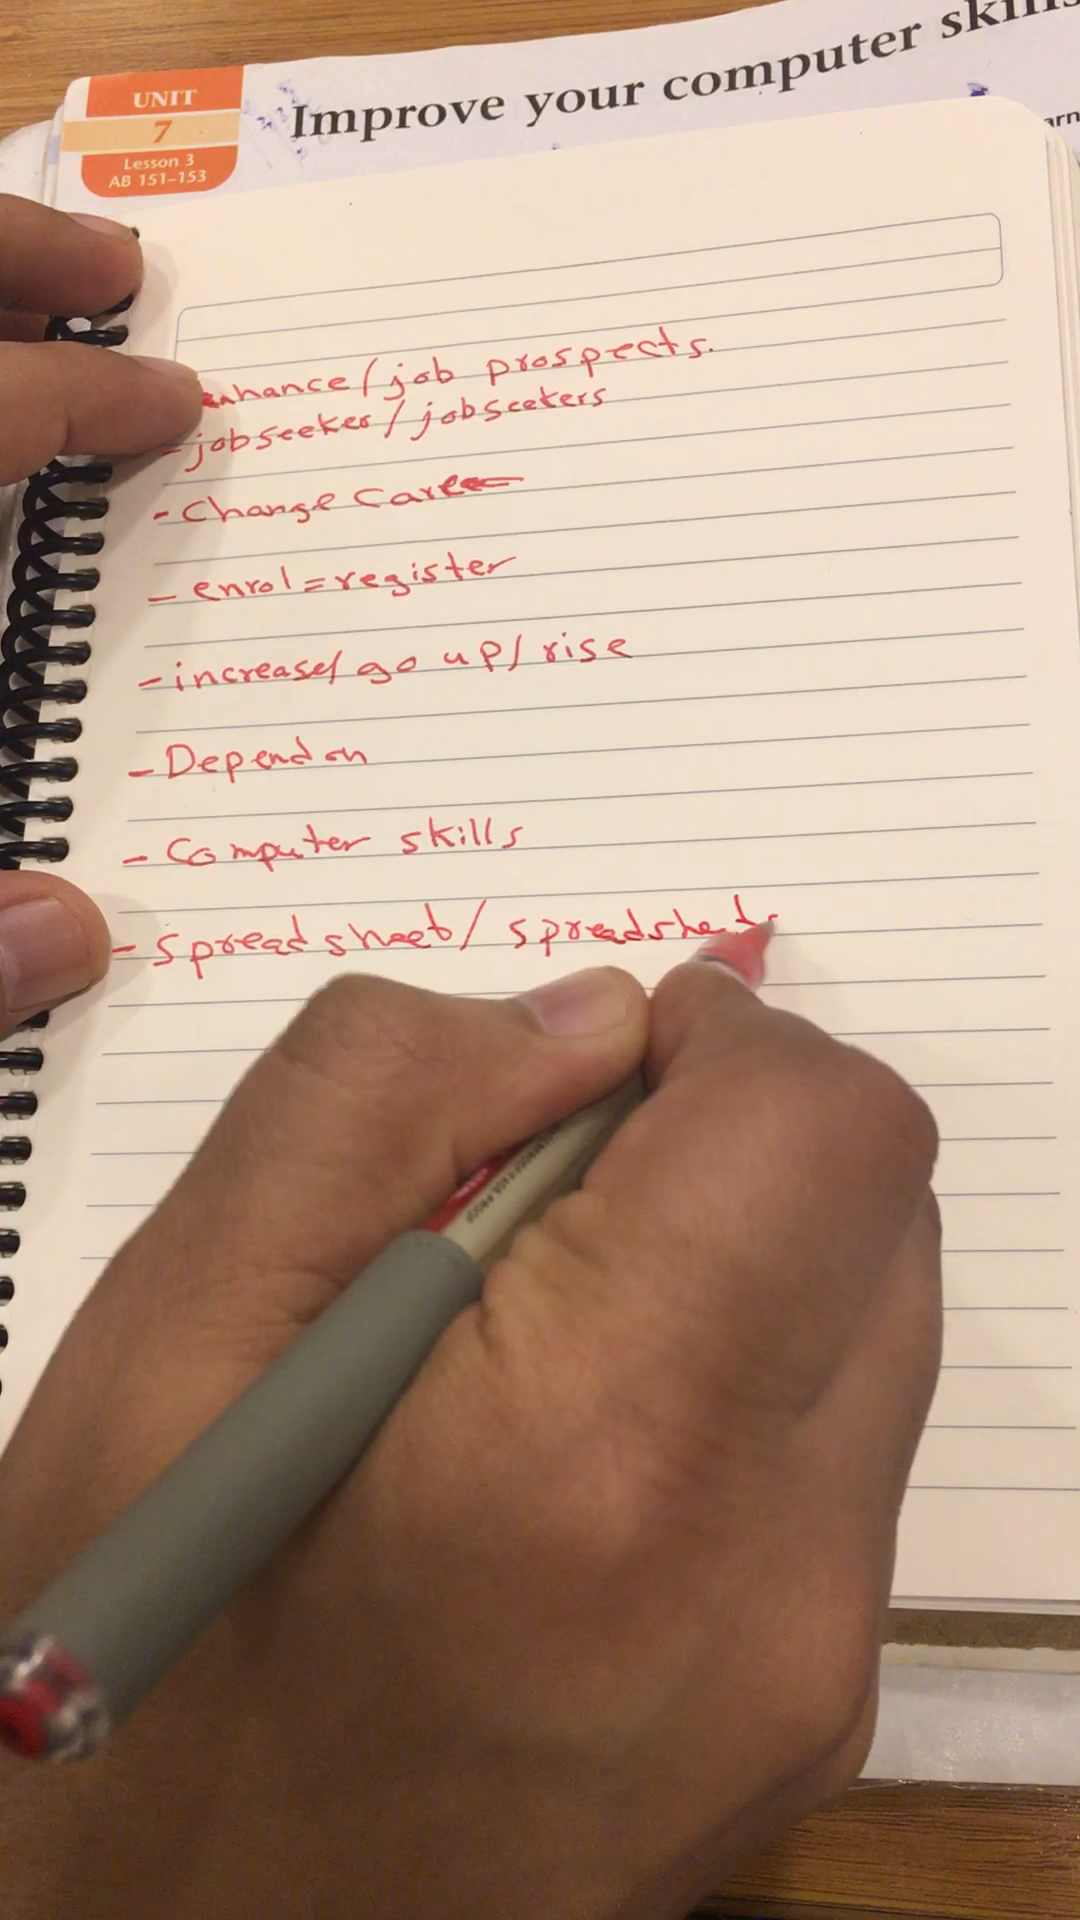 Improve your computer skills
UNIT
7
Lesson 3
AB 151–153
enhance/job prospects.
- jobseeker/jobseekers
- Change Career
- enrol = register
- increase/ go up/ rise
- Depend on
- Computer skills
- Spreadsheet/ spreadsheets